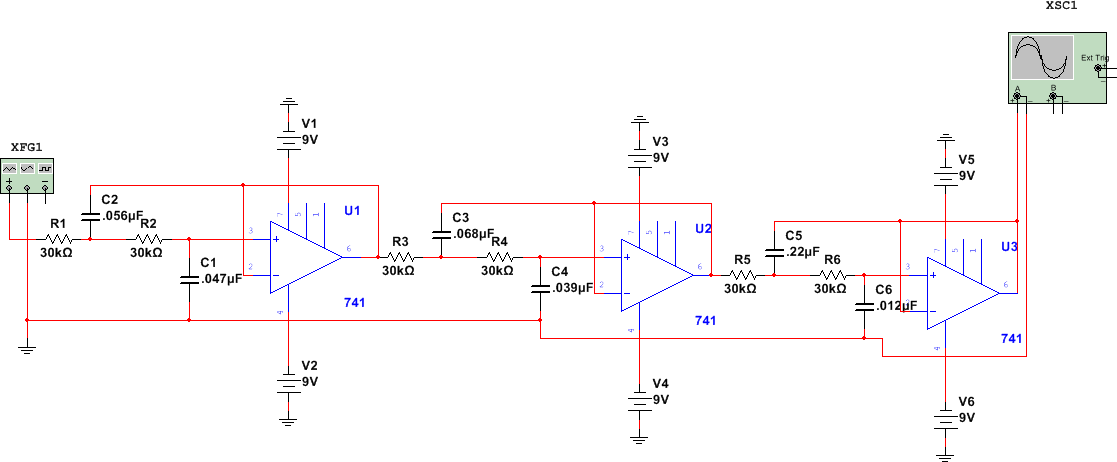 XSC1
Ext Trig
+
−
A
B
+ − + −
XFG1
+ −
V1
9V
V3
9V
V5
9V
C2
.056µF
R1
30kΩ
R2
30kΩ
C1
.047µF
7 5 1
3
2
6
4
+
−
U1
741
V2
9V
R3
30kΩ
C3
.068µF
R4
30kΩ
C4
.039µF
7 5 1
3
2
6
4
+
−
U2
741
V4
9V
R5
30kΩ
C5
.22µF
R6
30kΩ
C6
.012µF
7 5 1
3
6
4
+
−
U3
741
V6
9V